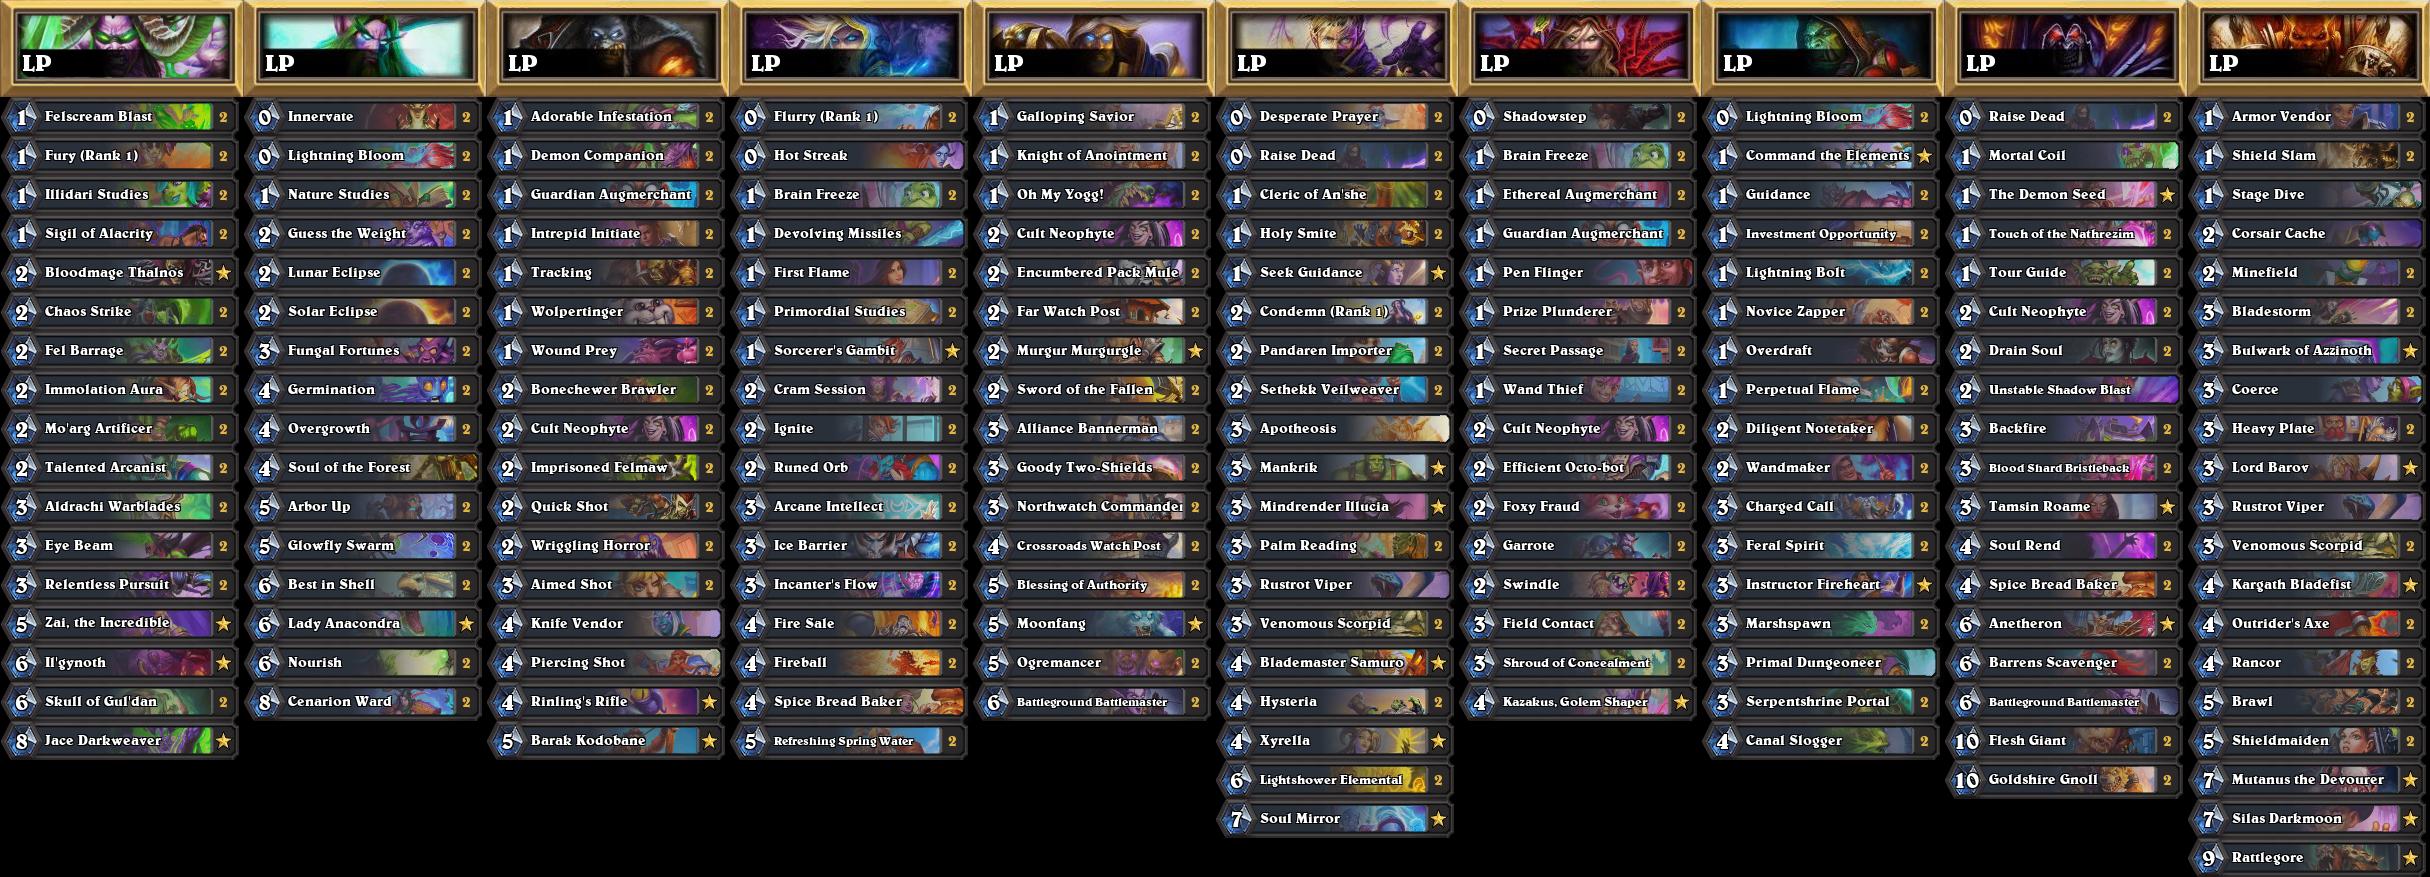 LP
1 Felscream Blast 2
1 Fury (Rank 1) 2
1 Illidari Studies 2
1 Sigil of Alacrity 2
2 Bloodmage Thalnos
2 Chaos Strike 2
2 Fel Barrage 2
2 Immolation Aura 2
2 Mo'arg Artificer 2
2 Talented Arcanist 2
3 Aldrachi Warblades 2
3 Eye Beam 2
3 Relentless Pursuit 2
5 Zai, the Incredible
6 Il'gynoth
6 Skull of Gul'dan 2
8 Jace Darkweaver
LP
0 Innervate 2
0 Lightning Bloom 2
1 Nature Studies 2
2 Guess the Weight 2
2 Lunar Eclipse 2
2 Solar Eclipse 2
3 Fungal Fortunes 2
4 Germination 2
4 Overgrowth 2
4 Soul of the Forest
5 Arbor Up 2
5 Glowfly Swarm 2
6 Best in Shell 2
6 Lady Anacondra
6 Nourish 2
8 Cenarion Ward 2
LP
1 Adorable Infestation 2
1 Demon Companion 2
1 Guardian Augmerchant 2
1 Intrepid Initiate 2
1 Tracking 2
1 Wolpertinger 2
1 Wound Prey 2
2 Bonechewer Brawler 2
2 Cult Neophyte 2
2 Imprisoned Felmaw 2
2 Quick Shot 2
2 Wriggling Horror 2
3 Aimed Shot 2
4 Knife Vendor
4 Piercing Shot
4 Rinling's Rifle
5 Barak Kodobane
LP
0 Flurry (Rank 1) 2
0 Hot Streak
1 Brain Freeze 2
1 Devolving Missiles
1 First Flame 2
1 Primordial Studies 2
1 Sorcerer's Gambit
2 Cram Session 2
2 Ignite 2
2 Runed Orb 2
3 Arcane Intellect 2
3 Ice Barrier 2
3 Incanter's Flow 2
4 Fire Sale 2
4 Fireball 2
4 Spice Bread Baker
5 Refreshing Spring Water 2
LP
1 Galloping Savior 2
1 Knight of Anointment 2
1 Oh My Yogg! 2
2 Cult Neophyte 2
2 Encumbered Pack Mule 2
2 Far Watch Post 2
2 Murgur Murgurgle
2 Sword of the Fallen 2
3 Alliance Bannerman 2
3 Goody Two-Shields 2
3 Northwatch Commander 2
4 Crossroads Watch Post 2
5 Blessing of Authority 2
5 Moonfang
5 Ogremancer 2
6 Battleground Battlemaster 2
LP
0 Desperate Prayer 2
0 Raise Dead 2
1 Cleric of An'she 2
1 Holy Smite 2
1 Seek Guidance
2 Condemn (Rank 1) 2
2 Pandaren Importer 2
2 Sethekk Veilweaver 2
3 Apotheosis
3 Mankrik
3 Mindrender Illucia
3 Palm Reading 2
3 Rustrot Viper
3 Venomous Scorpid 2
4 Blademaster Samuro
4 Hysteria 2
4 Xyrella
6 Lightshower Elemental 2
7 Soul Mirror
LP
0 Shadowstep 2
1 Brain Freeze 2
1 Ethereal Augmerchant 2
1 Guardian Augmerchant 2
1 Pen Flinger
1 Prize Plunderer 2
1 Secret Passage 2
1 Wand Thief 2
2 Cult Neophyte 2
2 Efficient Octo-bot 2
2 Foxy Fraud 2
2 Garrote 2
2 Swindle 2
3 Field Contact 2
3 Shroud of Concealment 2
4 Kazakus, Golem Shaper
LP
0 Lightning Bloom 2
1 Command the Elements
1 Guidance 2
1 Investment Opportunity 2
1 Lightning Bolt 2
1 Novice Zapper 2
1 Overdraft
1 Perpetual Flame 2
2 Diligent Notetaker 2
2 Wandmaker 2
3 Charged Call 2
3 Feral Spirit 2
3 Instructor Fireheart
3 Marshspawn 2
3 Primal Dungeoneer
3 Serpentshrine Portal 2
4 Canal Slogger 2
LP
0 Raise Dead 2
1 Mortal Coil
1 The Demon Seed
1 Touch of the Nathrezim 2
1 Tour Guide 2
2 Cult Neophyte 2
2 Drain Soul 2
2 Unstable Shadow Blast
3 Backfire 2
3 Blood Shard Bristleback 2
3 Tamsin Roame
4 Soul Rend 2
4 Spice Bread Baker 2
6 Anetheron
6 Barrens Scavenger 2
6 Battleground Battlemaster
10 Flesh Giant 2
10 Goldshire Gnoll 2
LP
1 Armor Vendor 2
1 Shield Slam 2
1 Stage Dive
2 Corsair Cache
2 Minefield 2
3 Bladestorm 2
3 Bulwark of Azzinoth
3 Coerce
3 Heavy Plate 2
3 Lord Barov
3 Rustrot Viper
3 Venomous Scorpid 2
4 Kargath Bladefist
4 Outrider's Axe 2
4 Rancor 2
5 Brawl 2
5 Shieldmaiden 2
7 Mutanus the Devourer
7 Silas Darkmoon
9 Rattlegore